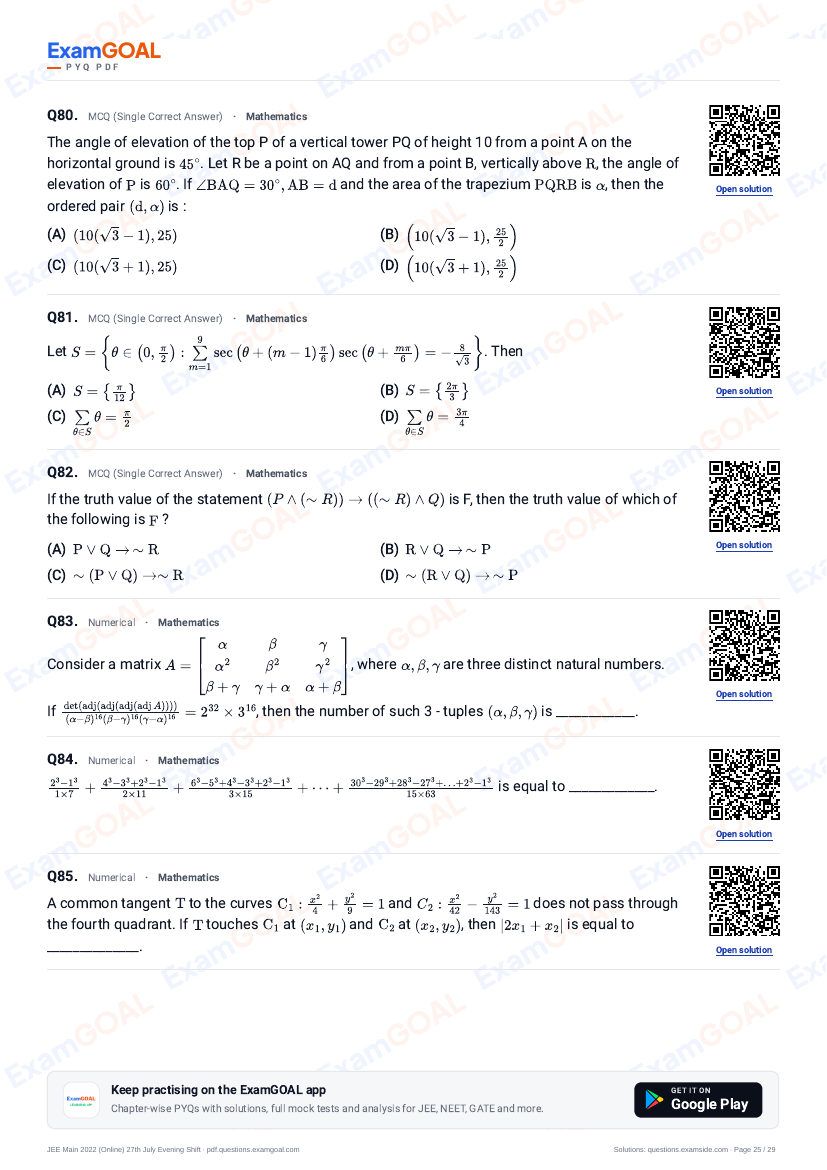 ExamGOAL
PYQ PDF
Q80. MCQ (Single Correct Answer) · Mathematics
The angle of elevation of the top P of a vertical tower PQ of height 10 from a point A on the
horizontal ground is 45°. Let R be a point on AQ and from a point B, vertically above R, the angle of
elevation of P is 60°. If ∠BAQ = 30°, AB = d and the area of the trapezium PQRB is α, then the
ordered pair (d, α) is :
(A) (10(√3 − 1), 25) (B) (10(√3 − 1), 25/2)
(C) (10(√3 + 1), 25) (D) (10(√3 + 1), 25/2)
Open solution
Q81. MCQ (Single Correct Answer) · Mathematics
Let S = {θ ∈ (0, π/2) : ∑_{m=1}^{9} sec (θ + (m − 1)π/6) sec (θ + mπ/6) = −8/√3}. Then
(A) S = {π/12} (B) S = {2π/3}
(C) ∑_{θ∈S} θ = π/2 (D) ∑_{θ∈S} θ = 3π/4
Open solution
Q82. MCQ (Single Correct Answer) · Mathematics
If the truth value of the statement (P ∧ (∼ R)) → ((∼ R) ∧ Q) is F, then the truth value of which of
the following is F ?
(A) P ∨ Q →∼ R (B) R ∨ Q →∼ P
(C) ∼ (P ∨ Q) →∼ R (D) ∼ (R ∨ Q) →∼ P
Open solution
Q83. Numerical · Mathematics
Consider a matrix A = [α β γ; α² β² γ²; β + γ γ + α α + β], where α, β, γ are three distinct natural numbers.
If det(adj(adj(adj(adj A))))/((α−β)^16(β−γ)^16(γ−α)^16) = 2^32 × 3^16, then the number of such 3 - tuples (α, β, γ) is ____________.
Open solution
Q84. Numerical · Mathematics
(2³−1³)/(1×7) + (4³−3³+2³−1³)/(2×11) + (6³−5³+4³−3³+2³−1³)/(3×15) + ⋯ + (30³−29³+28³−27³+…+2³−1³)/(15×63) is equal to _____________.
Open solution
Q85. Numerical · Mathematics
A common tangent T to the curves C₁ : x²/4 + y²/9 = 1 and C₂ : x²/42 − y²/143 = 1 does not pass through
the fourth quadrant. If T touches C₁ at (x₁, y₁) and C₂ at (x₂, y₂), then |2x₁ + x₂| is equal to
______________.
Open solution
Keep practising on the ExamGOAL app
Chapter-wise PYQs with solutions, full mock tests and analysis for JEE, NEET, GATE and more.
GET IT ON
Google Play
JEE Main 2022 (Online) 27th July Evening Shift · pdf.questions.examgoal.com
Solutions: questions.examside.com · Page 25 / 29